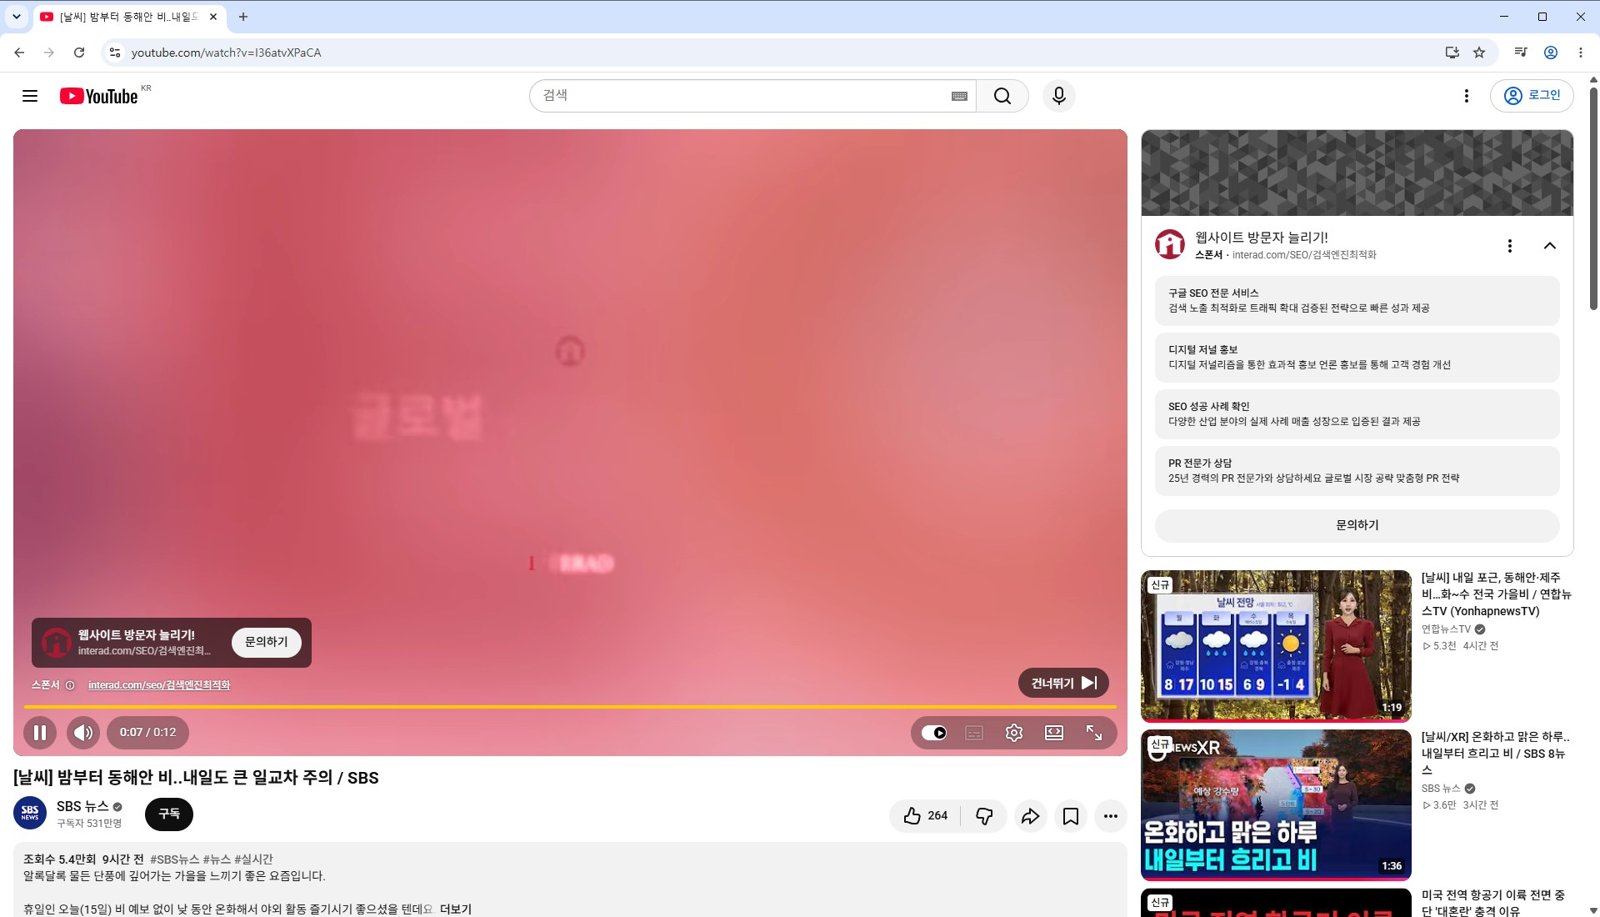 [날씨] 밤부터 동해안 비..내일도
youtube.com/watch?v=I36atvXPaCA
YouTube KR
검색
로그인
글로벌
웹사이트 방문자 늘리기!
interad.com/SEO/검색엔진최...
문의하기
스폰서
interad.com/seo/검색엔진최적화
건너뛰기
0:07 / 0:12
[날씨] 밤부터 동해안 비..내일도 큰 일교차 주의 / SBS
SBS NEWS
SBS 뉴스
구독자 531만명
구독
264
조회수 5.4만회 9시간 전 #SBS뉴스 #뉴스 #실시간
알록달록 물든 단풍에 깊어가는 가을을 느끼기 좋은 요즘입니다.
휴일인 오늘(15일) 비 예보 없이 낮 동안 온화해서 야외 활동 즐기시기 좋으셨을 텐데요. 더보기
웹사이트 방문자 늘리기!
스폰서 · interad.com/SEO/검색엔진최적화
구글 SEO 전문 서비스
검색 노출 최적화로 트래픽 확대 검증된 전략으로 빠른 성과 제공
디지털 저널 홍보
디지털 저널리즘을 통한 효과적 홍보 언론 홍보를 통해 고객 경험 개선
SEO 성공 사례 확인
다양한 산업 분야의 실제 사례 매출 성장으로 입증된 결과 제공
PR 전문가 상담
25년 경력의 PR 전문가와 상담하세요 글로벌 시장 공략 맞춤형 PR 전략
문의하기
신규
날씨 전망
월 화 수 목
8 17 10 15 6 9 -1 4
1:19
[날씨] 내일 포근, 동해안·제주
비…화~수 전국 가을비 / 연합뉴
스TV (YonhapnewsTV)
연합뉴스TV
5.3천 4시간 전
신규
NEWSXR
예상 강수량
온화하고 맑은 하루
내일부터 흐리고 비
1:36
[날씨/XR] 온화하고 맑은 하루..
내일부터 흐리고 비 / SBS 8뉴
스
SBS 뉴스
3.6만 3시간 전
신규
미국 전역 항공기 이륙 전면 중
단 '대혼란' 충격 이유